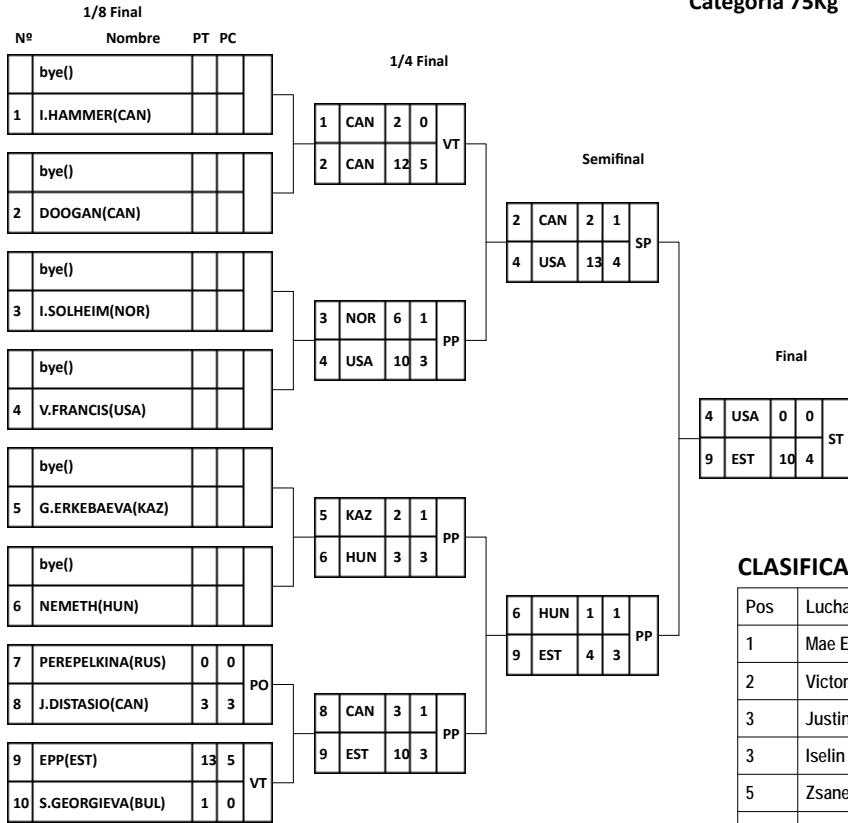 Categoría 75Kg
1/8 Final
Nº Nombre PT PC
bye()
1 I.HAMMER(CAN)
bye()
2 DOOGAN(CAN)
bye()
3 I.SOLHEIM(NOR)
bye()
4 V.FRANCIS(USA)
bye()
5 G.ERKEBAEVA(KAZ)
bye()
6 NEMETH(HUN)
7 PEREPELKINA(RUS) 0 0
PO
8 J.DISTASIO(CAN) 3 3
9 EPP(EST) 13 5
VT
10 S.GEORGIEVA(BUL) 1 0
1/4 Final
1 CAN 2 0
VT
2 CAN 12 5
3 NOR 6 1
PP
4 USA 10 3
5 KAZ 2 1
PP
6 HUN 3 3
8 CAN 3 1
PP
9 EST 10 3
Semifinal
2 CAN 2 1
SP
4 USA 13 4
6 HUN 1 1
PP
9 EST 4 3
Final
4 USA 0 0
ST
9 EST 10 4
CLASIFICA
Pos Lucha
1 Mae E
2 Victor
3 Justin
3 Iselin
5 Zsane